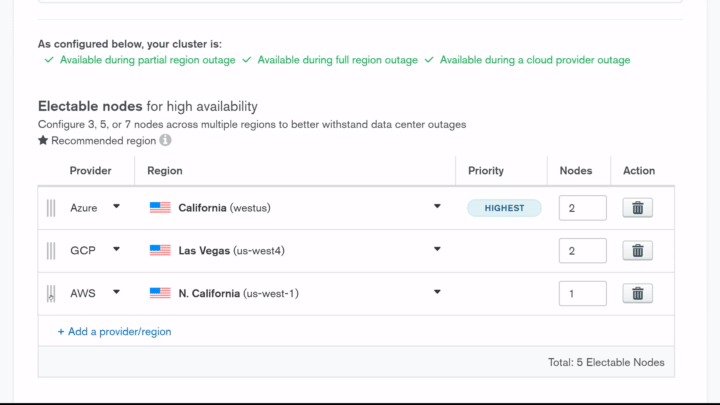 As configured below, your cluster is:
✓ Available during partial region outage ✓ Available during full region outage ✓ Available during a cloud provider outage
Electable nodes for high availability
Configure 3, 5, or 7 nodes across multiple regions to better withstand data center outages
★ Recommended region i
Provider Region Priority Nodes Action
Azure California (westus) HIGHEST 2
GCP Las Vegas (us-west4) 2
AWS N. California (us-west-1) 1
+ Add a provider/region
Total: 5 Electable Nodes